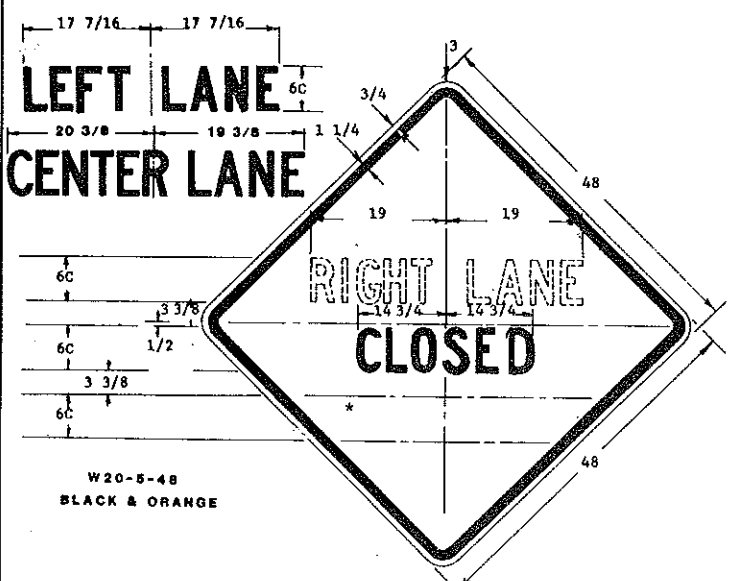 17 7/16 17 7/16
LEFT LANE
6C
20 3/8 19 3/8
CENTER LANE
3
3/4
1 1/4
48
19 19
RIGHT LANE
6C
3 3/8
14 3/4 14 3/4
1/2
CLOSED
6C
3 3/8
6C
*
48
W20-5-48
BLACK & ORANGE